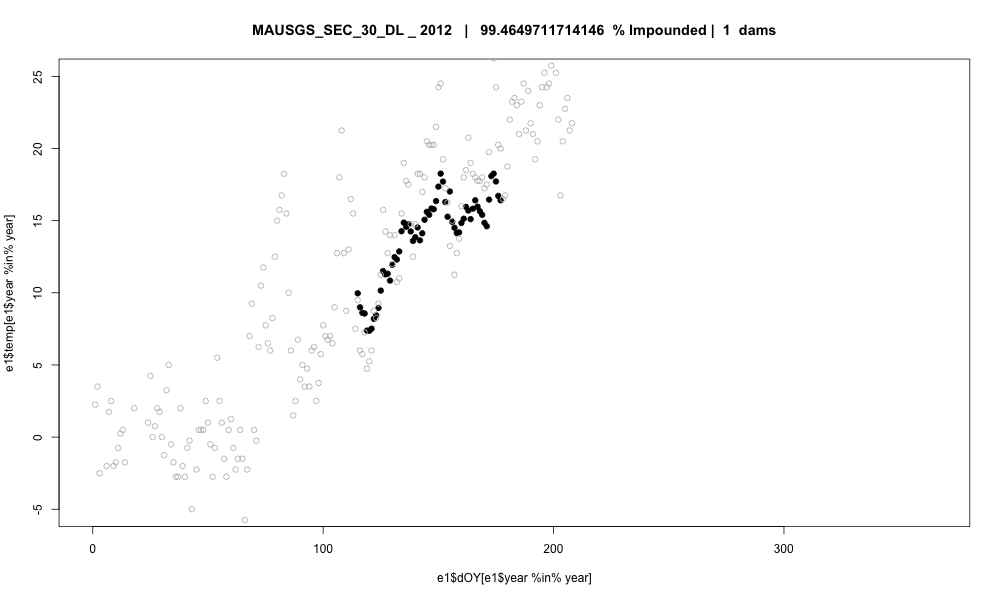 MAUSGS_SEC_30_DL _ 2012 | 99.4649711714146 % Impounded | 1 dams
e1$temp[e1$year %in% year]
25
20
15
10
5
0
-5
0 100 200 300
e1$dOY[e1$year %in% year]